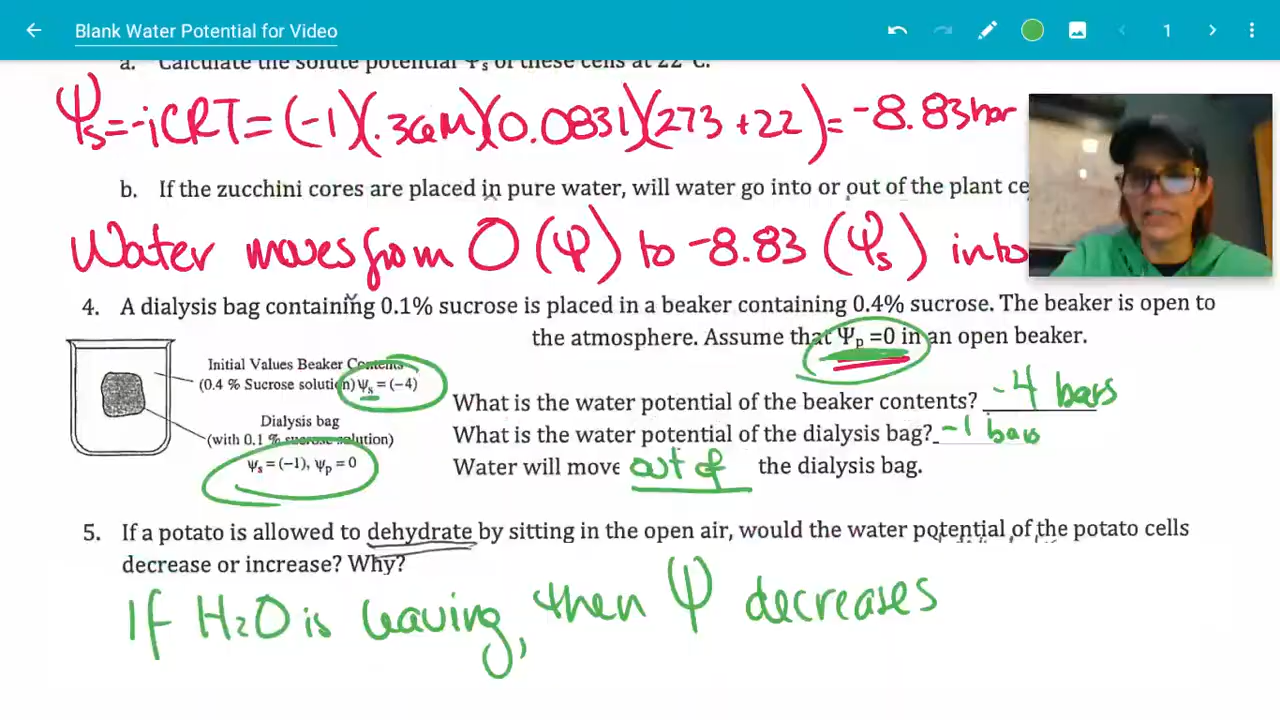 Blank Water Potential for Video
1
a. Calculate the solute potential Ψs of these cells at 22°C.
Ψs = -iCRT = (-1)(.36M)(0.0831)(273 + 22) = -8.83 bar
b. If the zucchini cores are placed in pure water, will water go into or out of the plant ce
Water moves from 0 (Ψ) to -8.83 (Ψs) into
4. A dialysis bag containing 0.1% sucrose is placed in a beaker containing 0.4% sucrose. The beaker is open to
the atmosphere. Assume that Ψp =0 in an open beaker.
Initial Values Beaker Contents
(0.4 % Sucrose solution) Ψs = (−4)
Dialysis bag
(with 0.1 % sucrose solution)
Ψs = (−1), Ψp = 0
What is the water potential of the beaker contents? -4 bars
What is the water potential of the dialysis bag? -1 bars
Water will move out of the dialysis bag.
5. If a potato is allowed to dehydrate by sitting in the open air, would the water potential of the potato cells
decrease or increase? Why?
If H2O is leaving, then Ψ decreases